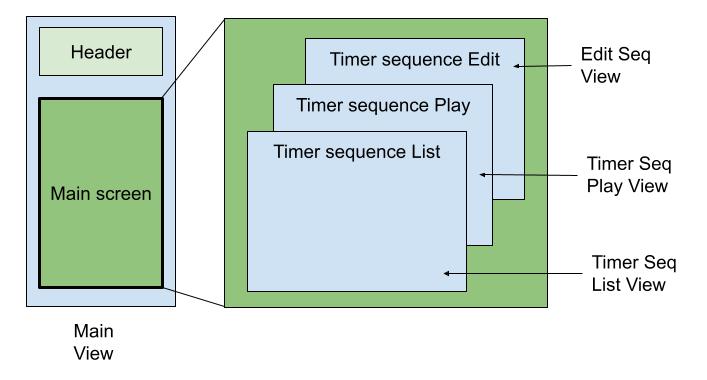 Header
Main screen
Main
View
Timer sequence Edit
Timer sequence Play
Timer sequence List
Edit Seq
View
Timer Seq
Play View
Timer Seq
List View